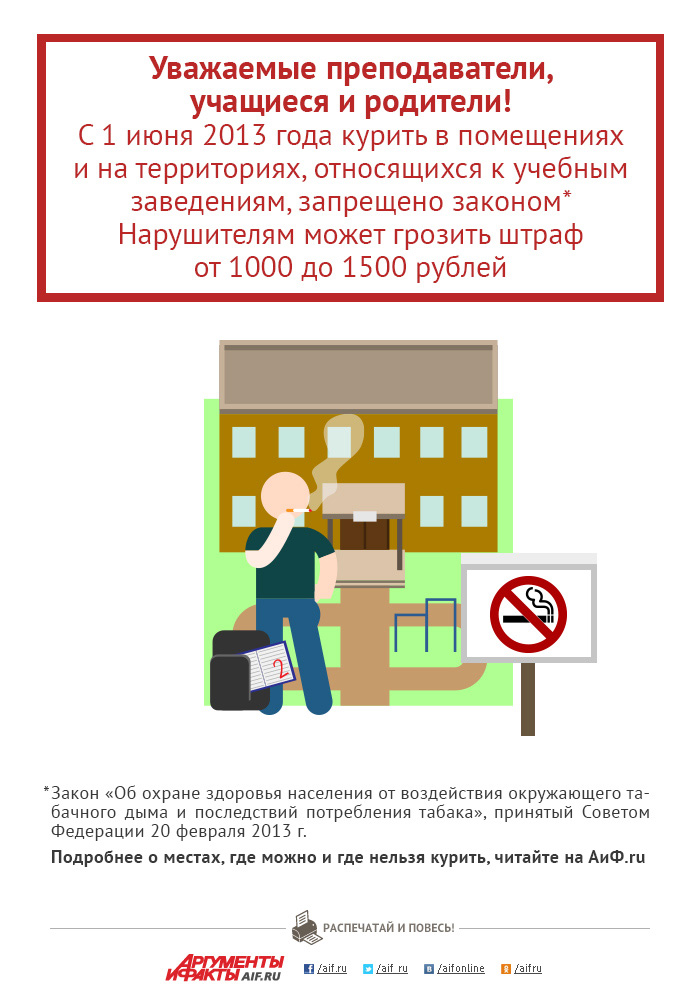 Уважаемые преподаватели,
учащиеся и родители!
С 1 июня 2013 года курить в помещениях
и на территориях, относящихся к учебным
заведениям, запрещено законом*
Нарушителям может грозить штраф
от 1000 до 1500 рублей
2
*Закон «Об охране здоровья населения от воздействия окружающего та-
бачного дыма и последствий потребления табака», принятый Советом
Федерации 20 февраля 2013 г.
Подробнее о местах, где можно и где нельзя курить, читайте на АиФ.ru
РАСПЕЧАТАЙ И ПОВЕСЬ!
АРГУМЕНТЫ
И ФАКТЫ AIF.RU
/aif.ru /aif_ru /aifonline /aifru